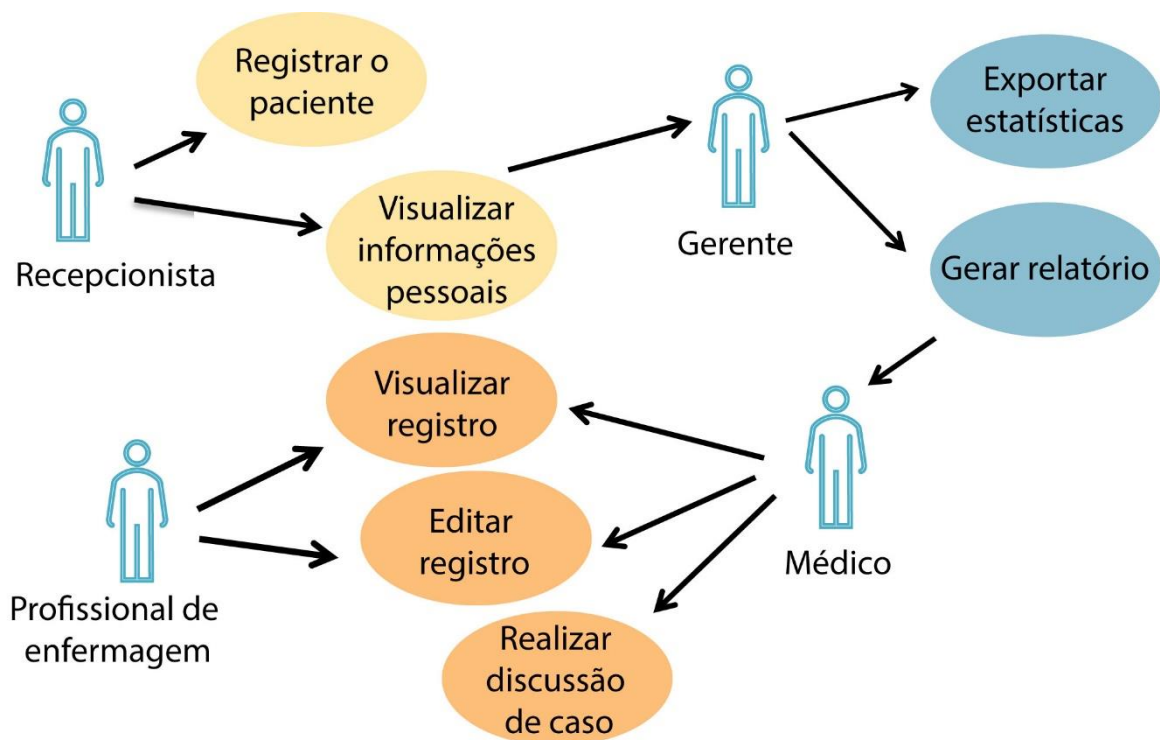 Registrar o
paciente
Recepcionista
Visualizar
informações
pessoais
Gerente
Exportar
estatísticas
Gerar relatório
Visualizar
registro
Editar
registro
Médico
Profissional de
enfermagem
Realizar
discussão
de caso